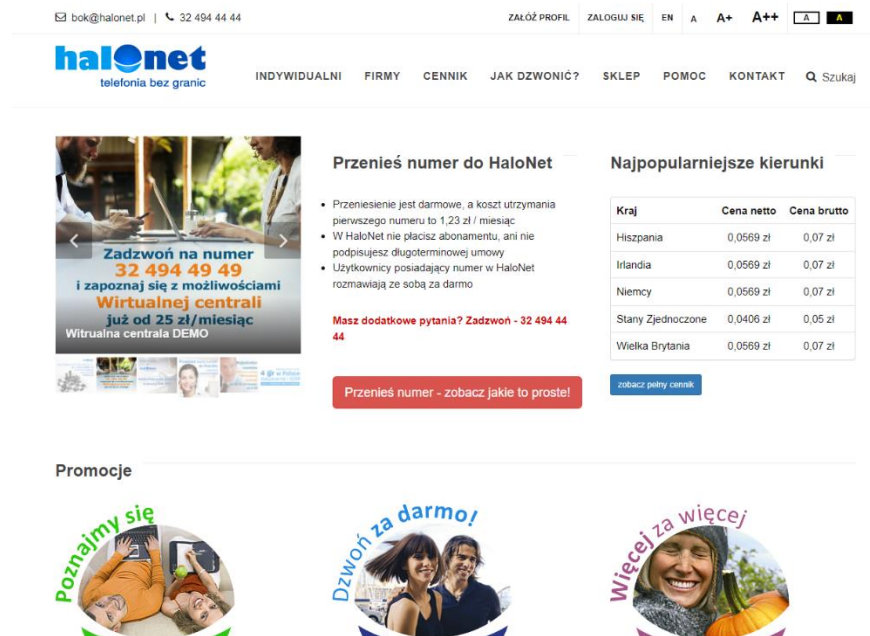 bok@halonet.pl | 32 494 44 44
ZAŁÓŻ PROFIL ZALOGUJ SIĘ EN A A+ A++ A A
halonet
telefonia bez granic
INDYWIDUALNI FIRMY CENNIK JAK DZWONIĆ? SKLEP POMOC KONTAKT Szukaj
Zadzwoń na numer
32 494 49 49
i zapoznaj się z możliwościami
Wirtualnej centrali
już od 25 zł/miesiąc
Witrualna centrala DEMO
Przenieś numer do HaloNet
Przeniesienie jest darmowe, a koszt utrzymania
pierwszego numeru to 1,23 zł / miesiąc
W HaloNet nie płacisz abonamentu, ani nie
podpisujesz długoterminowej umowy
Użytkownicy posiadający numer w HaloNet
rozmawiają ze sobą za darmo
Masz dodatkowe pytania? Zadzwoń - 32 494 44
44
Przenieś numer - zobacz jakie to proste!
Najpopularniejsze kierunki
Kraj Cena netto Cena brutto
Hiszpania 0,0569 zł 0,07 zł
Irlandia 0,0569 zł 0,07 zł
Niemcy 0,0569 zł 0,07 zł
Stany Zjednoczone 0,0406 zł 0,05 zł
Wielka Brytania 0,0569 zł 0,07 zł
zobacz pełny cennik
Promocje
Poznajmy się
Dzwoń za darmo!
Więcej za więcej